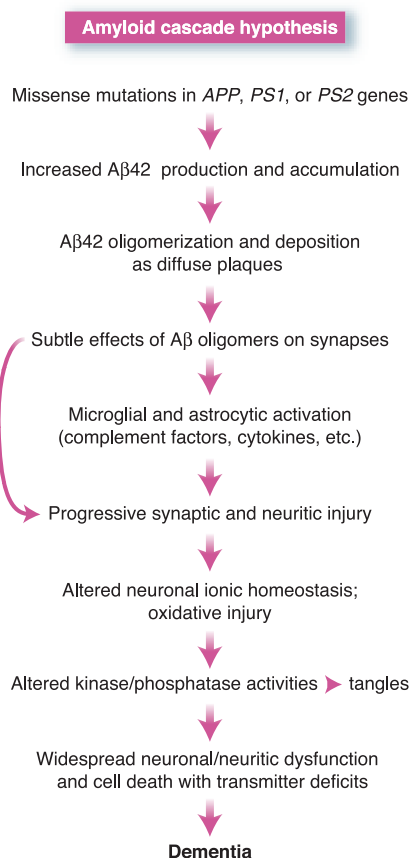 Amyloid cascade hypothesis
Missense mutations in APP, PS1, or PS2 genes
Increased Aβ42 production and accumulation
Aβ42 oligomerization and deposition
as diffuse plaques
Subtle effects of Aβ oligomers on synapses
Microglial and astrocytic activation
(complement factors, cytokines, etc.)
Progressive synaptic and neuritic injury
Altered neuronal ionic homeostasis;
oxidative injury
Altered kinase/phosphatase activities tangles
Widespread neuronal/neuritic dysfunction
and cell death with transmitter deficits
Dementia